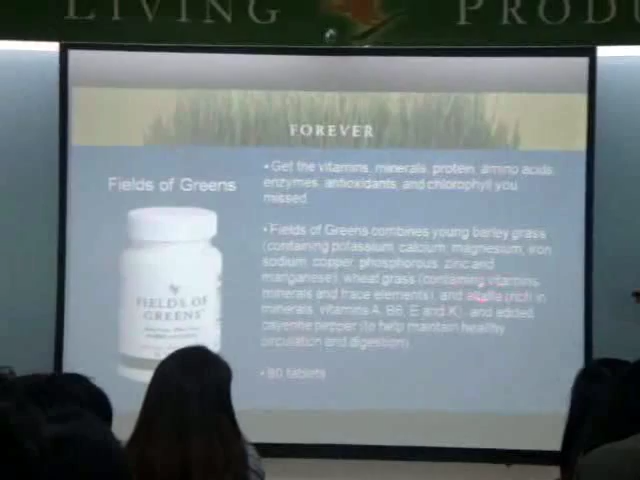 LIVING PRODU
FOREVER
Fields of Greens
• Get the vitamins, minerals, protein, amino acids,
enzymes, antioxidants, and chlorophyll you
missed.
• Fields of Greens combines young barley grass
(containing potassium, calcium, magnesium, iron
sodium, copper, phosphorous, zinc and
manganese), wheat grass (containing vitamins,
minerals and trace elements), and alfalfa (rich in
minerals, vitamins A, B6, E and K), and added
cayenne pepper (to help maintain healthy
circulation and digestion).
• 80 tablets
FIELDS OF
GREENS